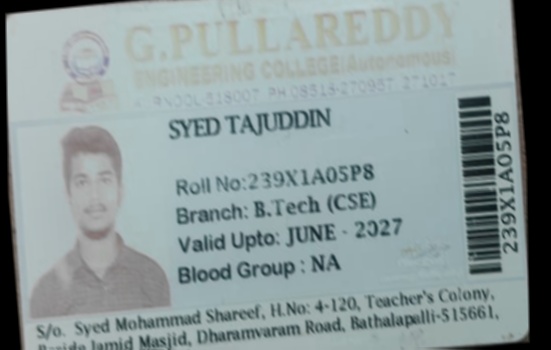 G.PULLAREDDY
ENGINEERING COLLEGE(Autonomous)
518007. PH:08518-270957, 271017
SYED TAJUDDIN
Roll No:239X1A05P8
Branch: B.Tech (CSE)
Valid Upto: JUNE - 2027
Blood Group : NA
239X1A05P8
S/o. Syed Mohammad Shareef, H.No: 4-120, Teacher's Colony,
Beside Jamid Masjid, Dharamvaram Road, Bathalapalli-515661,